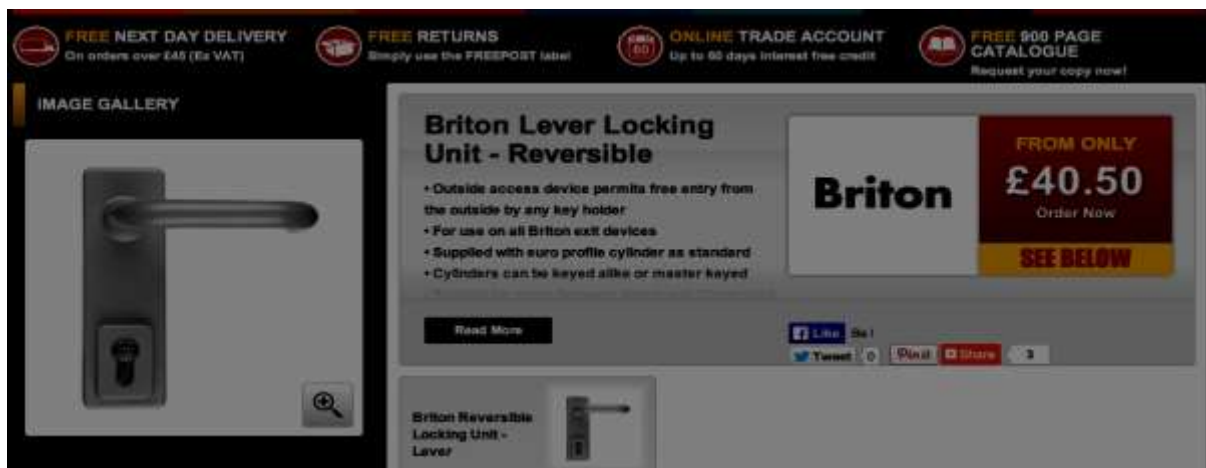 FREE NEXT DAY DELIVERY
On orders over £45 (Ex VAT)
FREE RETURNS
Simply use the FREEPOST label
60
ONLINE TRADE ACCOUNT
Up to 60 days interest free credit
FREE 900 PAGE
CATALOGUE
Request your copy now!
IMAGE GALLERY
Briton Lever Locking
Unit - Reversible
• Outside access device permits free entry from
the outside by any key holder
• For use on all Briton exit devices
• Supplied with euro profile cylinder as standard
• Cylinders can be keyed alike or master keyed
Read More
Briton
FROM ONLY
£40.50
Order Now
SEE BELOW
Like
Be
Tweet
0
Pin it
Share
3
Briton Reversible
Locking Unit -
Lever